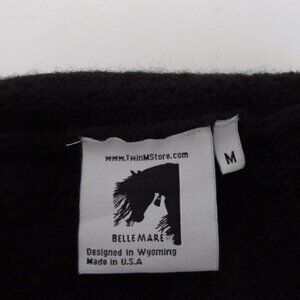 www.TwinMStore.com
M
BELLE MARE
Designed in Wyoming
Made in U.S.A